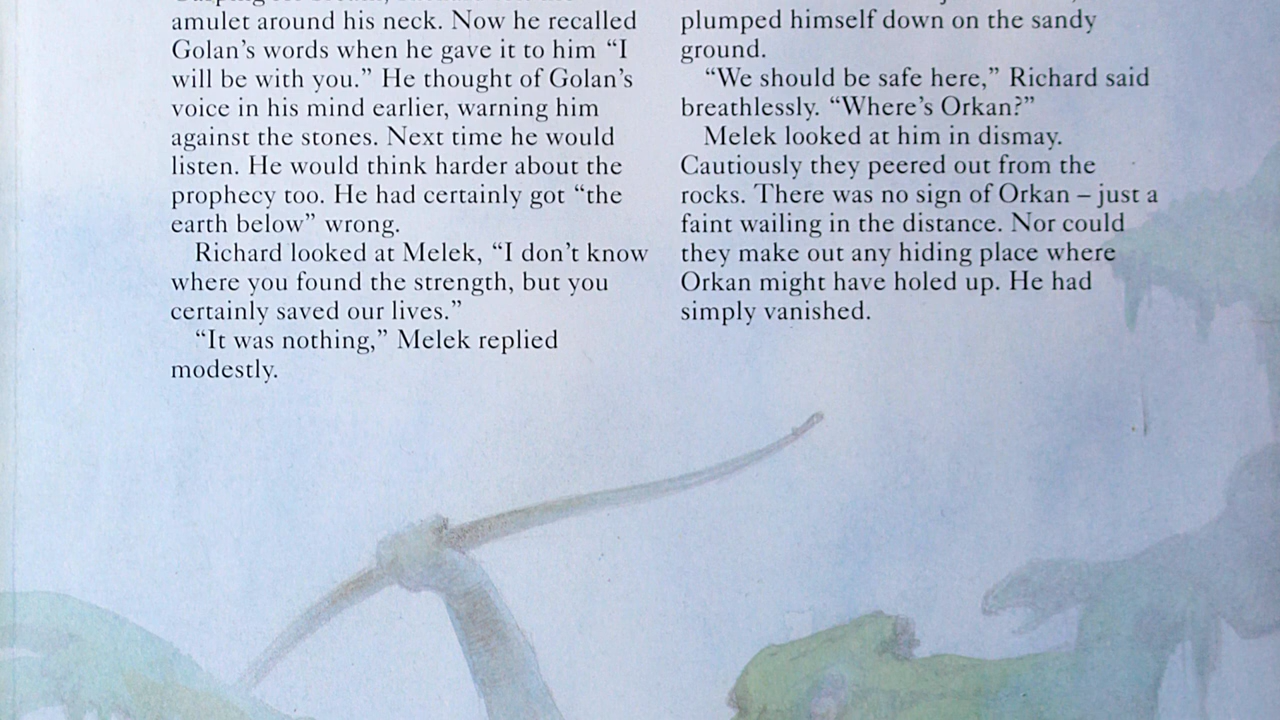 amulet around his neck. Now he recalled
Golan's words when he gave it to him “I
will be with you.” He thought of Golan's
voice in his mind earlier, warning him
against the stones. Next time he would
listen. He would think harder about the
prophecy too. He had certainly got “the
earth below” wrong.
Richard looked at Melek, “I don't know
where you found the strength, but you
certainly saved our lives.”
“It was nothing,” Melek replied
modestly.
plumped himself down on the sandy
ground.
“We should be safe here,” Richard said
breathlessly. “Where's Orkan?”
Melek looked at him in dismay.
Cautiously they peered out from the
rocks. There was no sign of Orkan – just a
faint wailing in the distance. Nor could
they make out any hiding place where
Orkan might have holed up. He had
simply vanished.